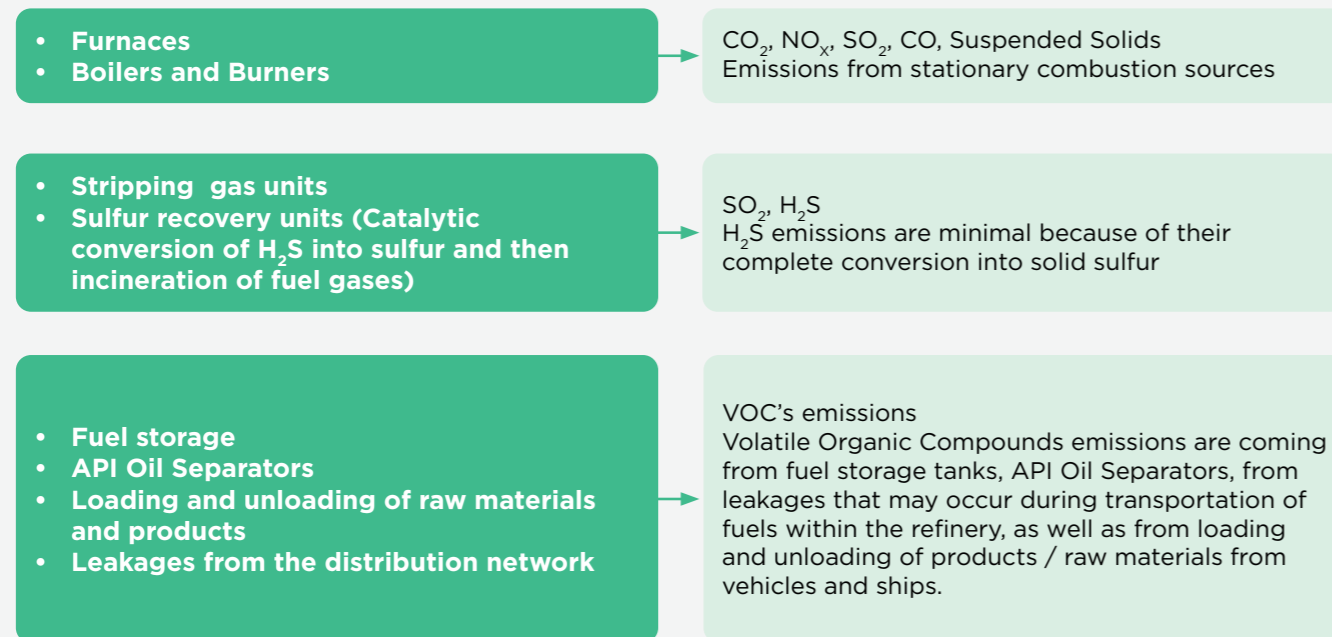 • Furnaces
• Boilers and Burners
CO₂, NOₓ, SO₂, CO, Suspended Solids
Emissions from stationary combustion sources
• Stripping  gas units
• Sulfur recovery units (Catalytic
conversion of H₂S into sulfur and then
incineration of fuel gases)
SO₂, H₂S
H₂S emissions are minimal because of their
complete conversion into solid sulfur
• Fuel storage
• API Oil Separators
• Loading and unloading of raw materials
and products
• Leakages from the distribution network
VOC’s emissions
Volatile Organic Compounds emissions are coming
from fuel storage tanks, API Oil Separators, from
leakages that may occur during transportation of
fuels within the refinery, as well as from loading
and unloading of products / raw materials from
vehicles and ships.